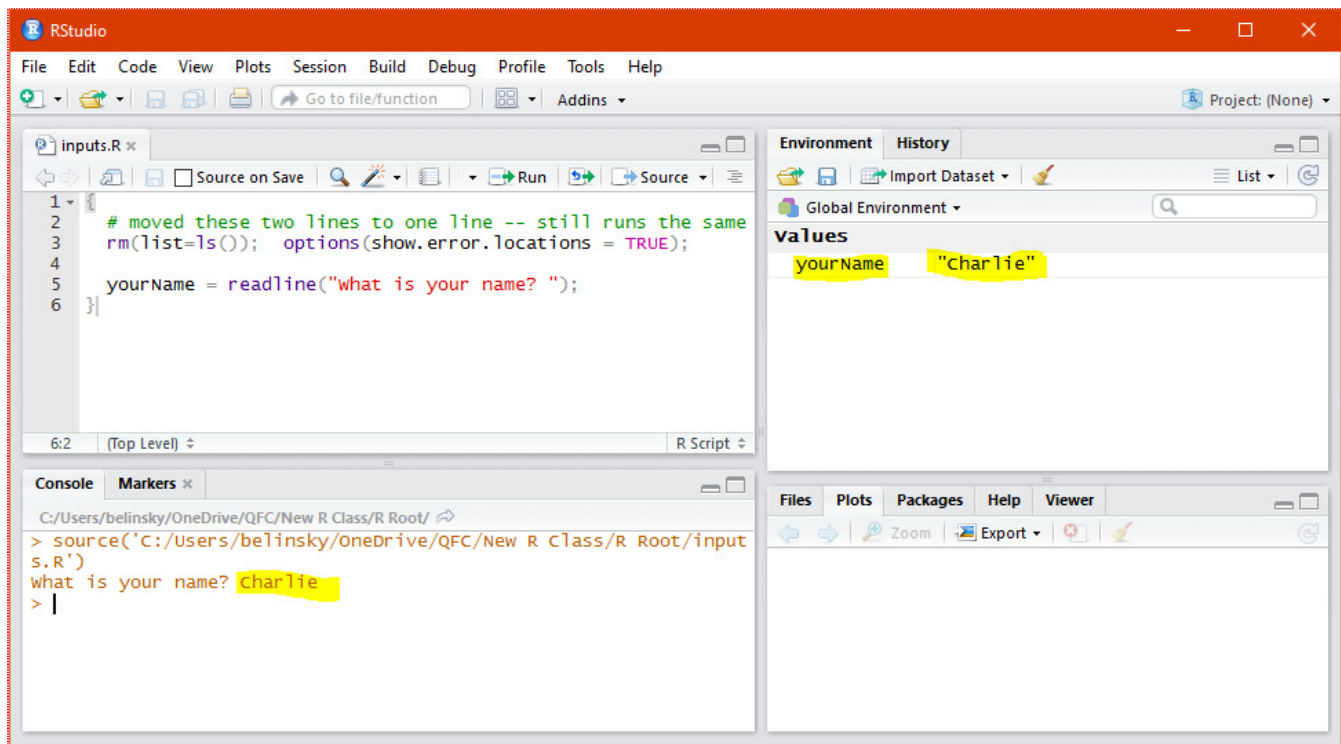 RStudio
File Edit Code View Plots Session Build Debug Profile Tools Help
Go to file/function Addins Project: (None)
inputs.R
Source on Save Run Source
1 {
2 # moved these two lines to one line -- still runs the same
3 rm(list=ls()); options(show.error.locations = TRUE);
4
5 yourName = readline("What is your name? ");
6 }
6:2 (Top Level) R Script
Console Markers
C:/Users/belinsky/OneDrive/QFC/New R Class/R Root/
> source('C:/Users/belinsky/OneDrive/QFC/New R Class/R Root/input
s.R')
What is your name? Charlie
>
Environment History
Import Dataset List
Global Environment
Values
yourName "Charlie"
Files Plots Packages Help Viewer
Zoom Export